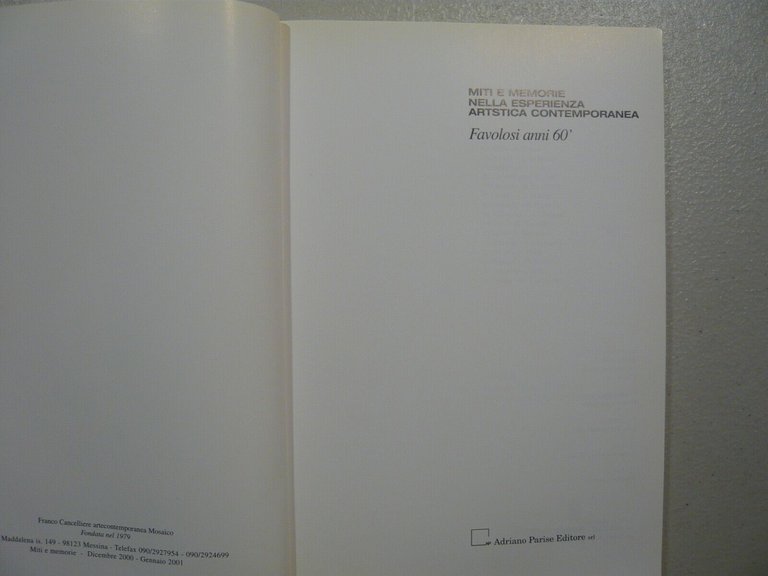 Franco Cancelliere artecontemporanea Mosaico
Fondata nel 1979
Maddalena is. 149 - 98123 Messina - Telefax 090/2927954 - 090/2924699
Miti e memorie - Dicembre 2000 - Gennaio 2001
MITI E MEMORIE
NELLA ESPERIENZA
ARTSTICA CONTEMPORANEA
Favolosi anni 60'
Adriano Parise Editore srl